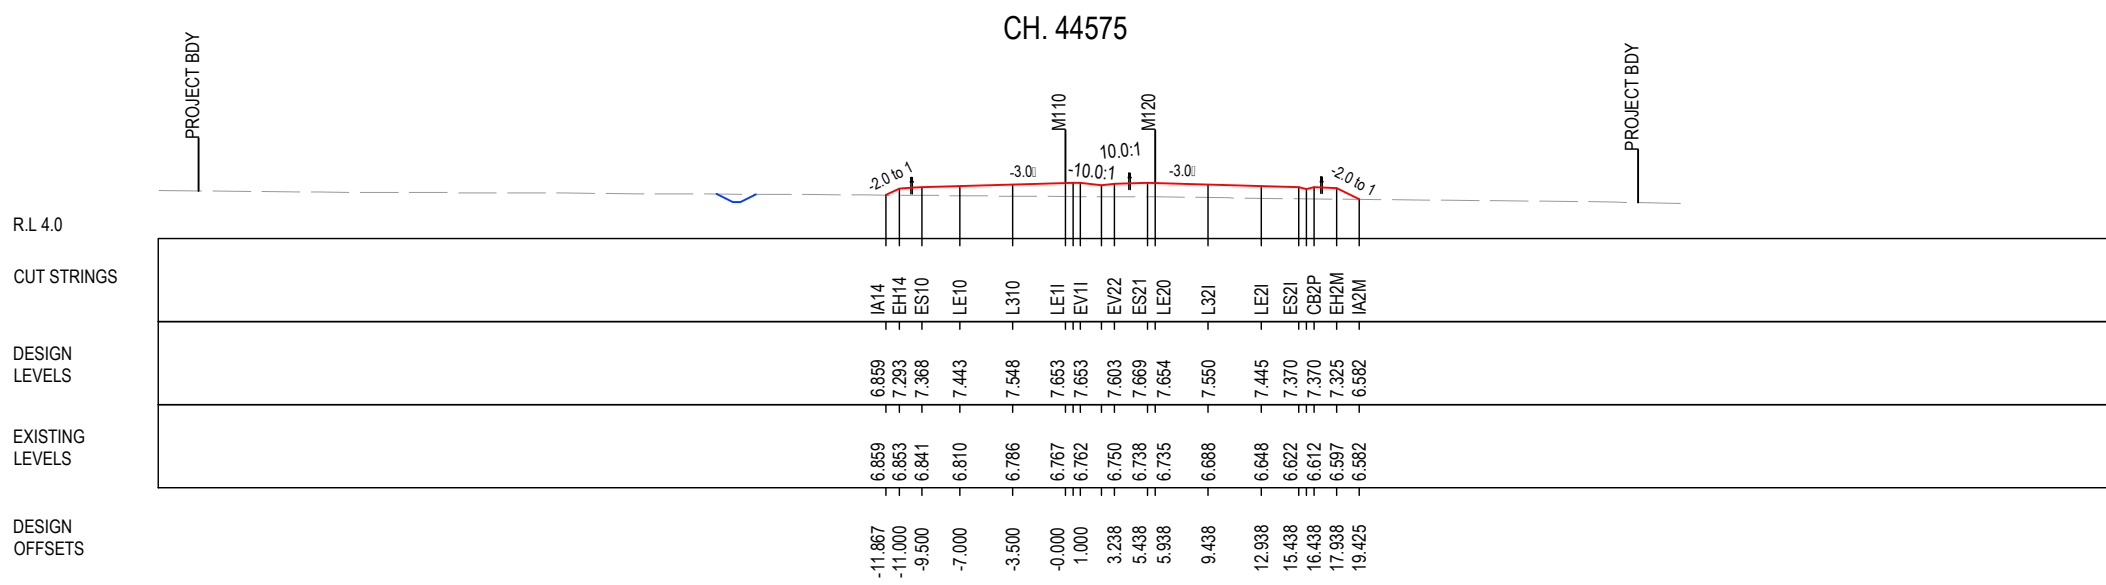 CH. 44575
PROJECT BDY
M110
M120
PROJECT BDY
-2.0 to 1
-3.0
-10.0:1
10.0:1
-3.0
-2.0 to 1
R.L 4.0
CUT STRINGS
IA14 EH14 ES10 LE10 L310 LE1I EV1I EV22 ES21 LE20 L32I LE2I ES2I CB2P EH2M IA2M
DESIGN
LEVELS
6.859 7.293 7.368 7.443 7.548 7.653 7.653 7.603 7.669 7.654 7.550 7.445 7.370 7.370 7.325 6.582
EXISTING
LEVELS
6.859 6.853 6.841 6.810 6.786 6.767 6.762 6.750 6.738 6.735 6.688 6.648 6.622 6.612 6.597 6.582
DESIGN
OFFSETS
-11.867 -11.000 -9.500 -7.000 -3.500 -0.000 1.000 3.238 5.438 5.938 9.438 12.938 15.438 16.438 17.938 19.425